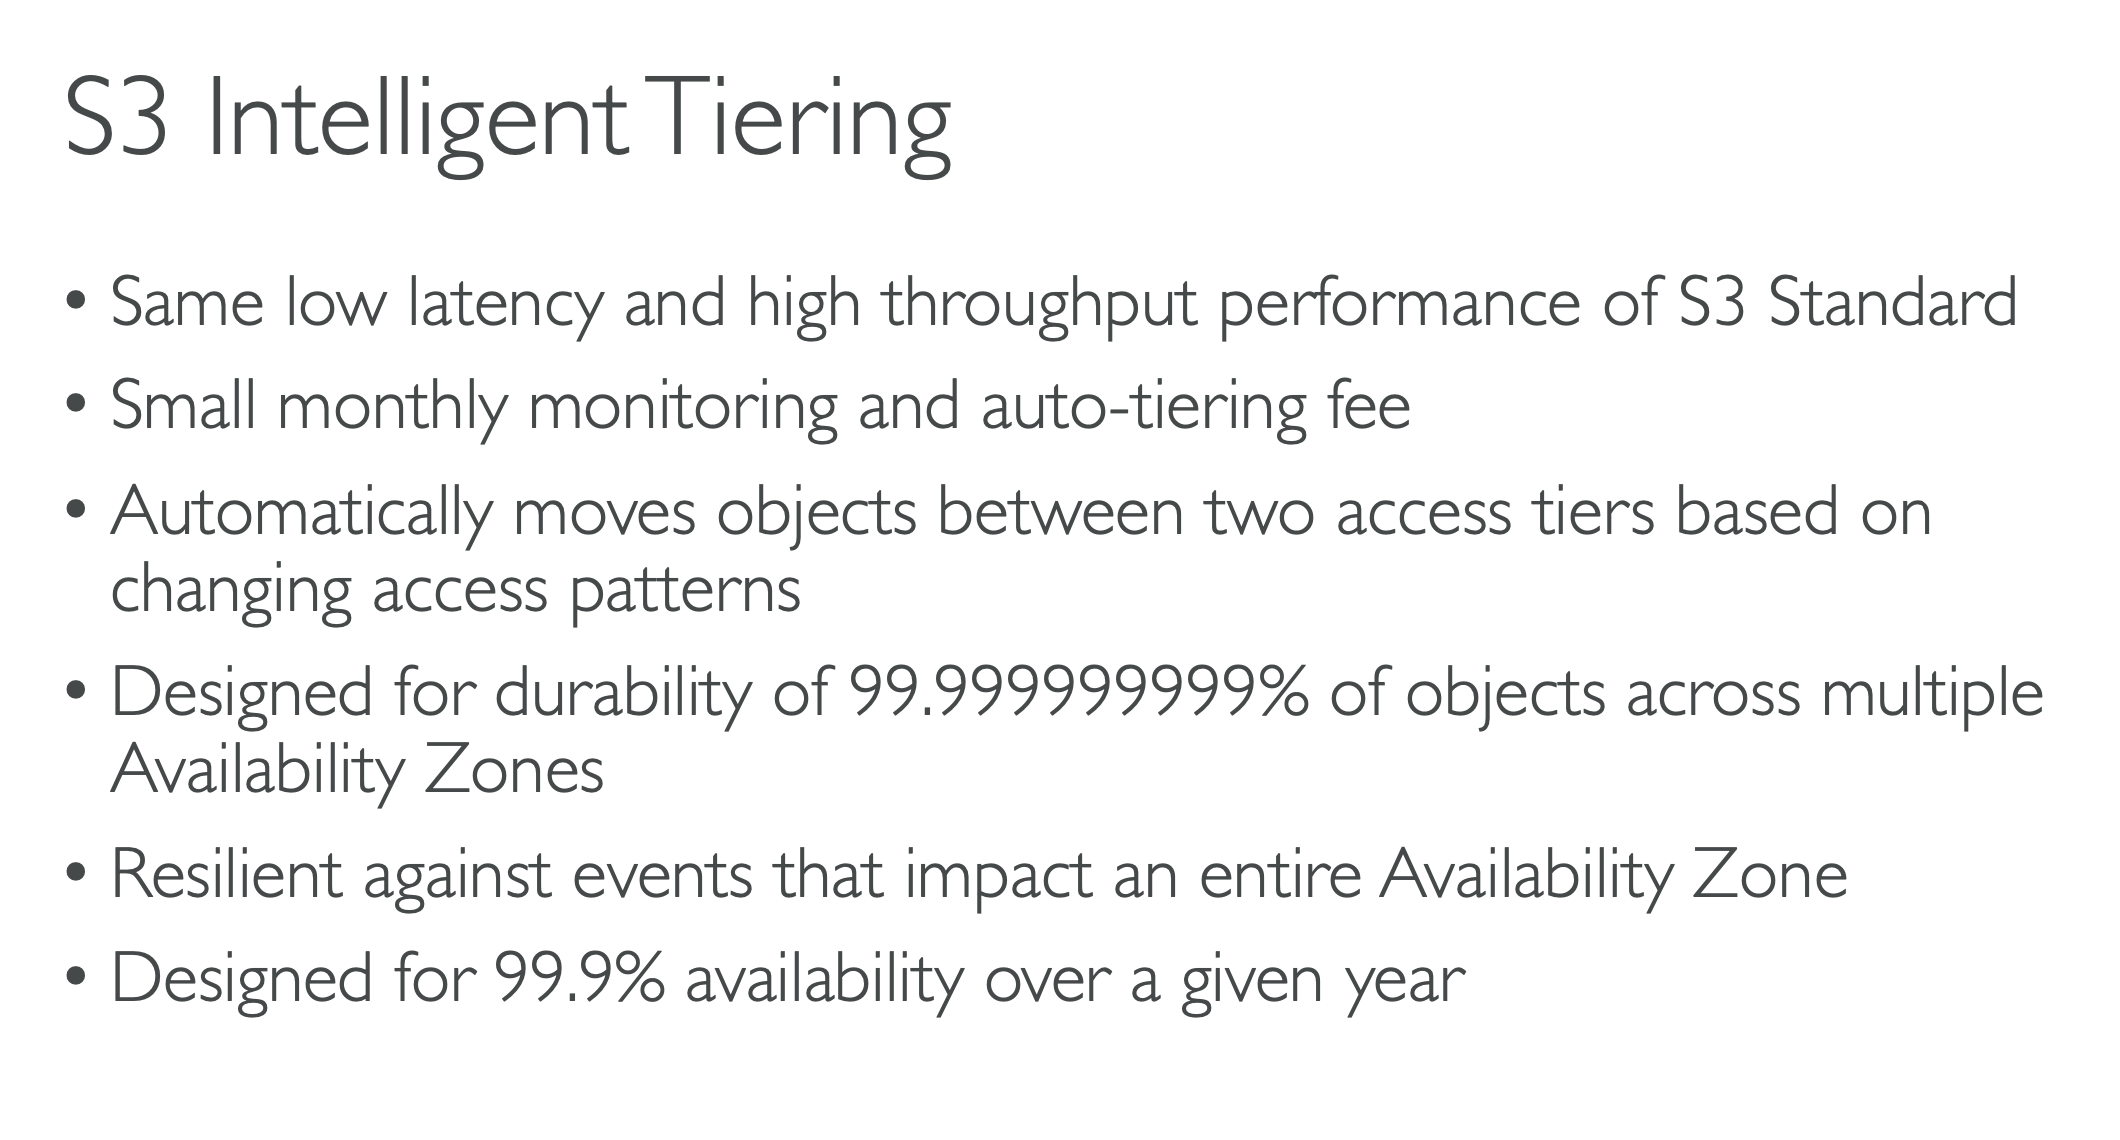 S3 Intelligent Tiering
• Same low latency and high throughput performance of S3 Standard
• Small monthly monitoring and auto-tiering fee
• Automatically moves objects between two access tiers based on
changing access patterns
• Designed for durability of 99.999999999% of objects across multiple
Availability Zones
• Resilient against events that impact an entire Availability Zone
• Designed for 99.9% availability over a given year